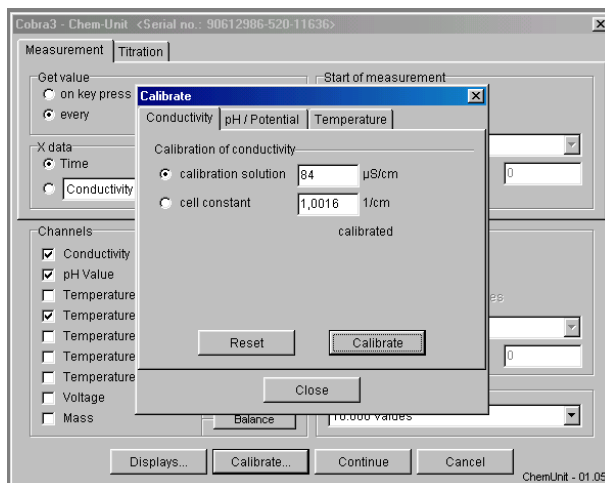 Cobra3 - Chem-Unit <Serial no.: 90612986-520-11636>
Measurement Titration
Get value
on key press
every
X data
Time
Conductivity
Start of measurement
0
Calibrate
Conductivity pH / Potential Temperature
Calibration of conductivity
calibration solution 84 µS/cm
cell constant 1,0016 1/cm
calibrated
Reset Calibrate
Close
Channels
Conductivity
pH Value
Temperature
Temperature
Temperature
Temperature
Temperature
Voltage
Mass
0
Balance
10.000 values
Displays... Calibrate... Continue Cancel
ChemUnit - 01.05